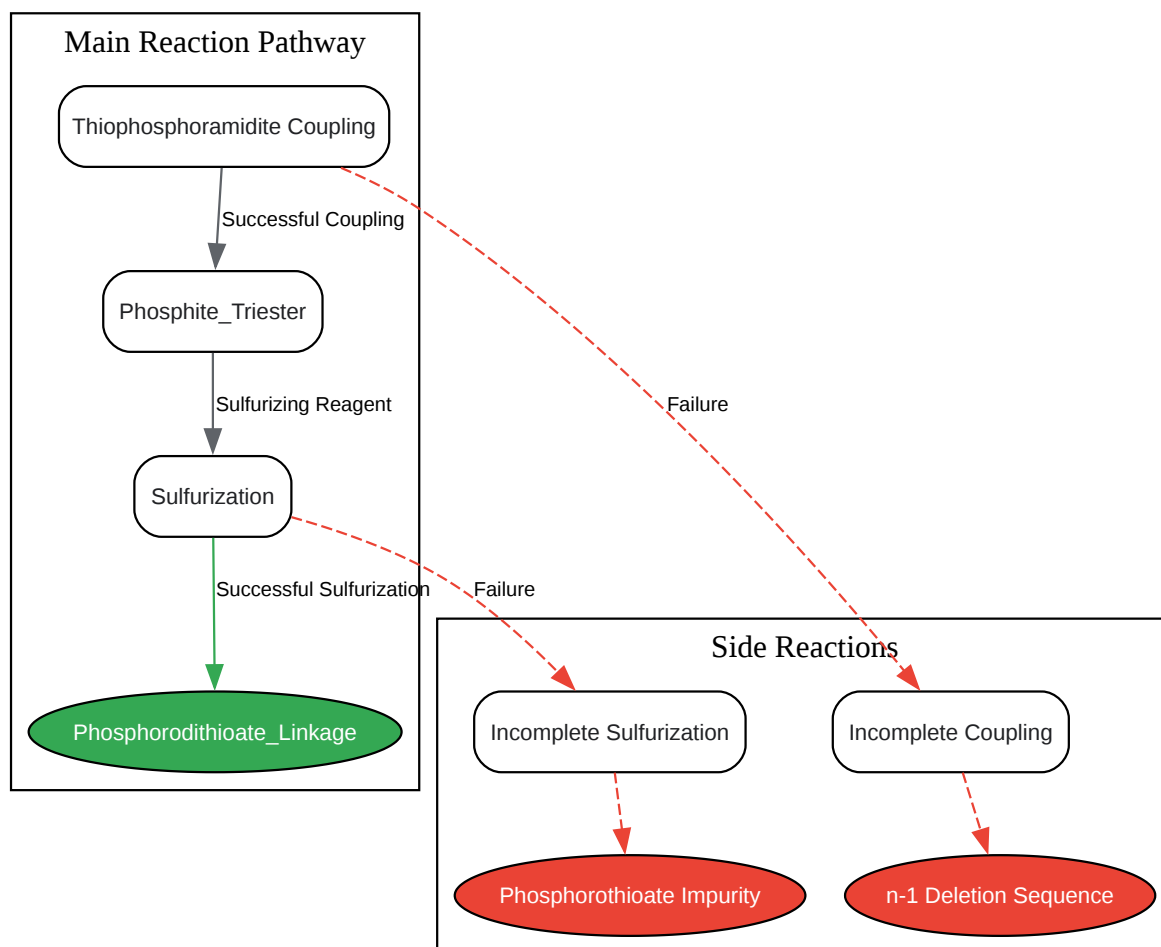 Main Reaction Pathway
Thiophosphoramidite Coupling
Successful Coupling
Phosphite_Triester
Sulfurizing Reagent
Failure
Sulfurization
Successful Sulfurization
Failure
Side Reactions
Phosphorodithioate_Linkage
Incomplete Sulfurization
Incomplete Coupling
Phosphorothioate Impurity
n-1 Deletion Sequence